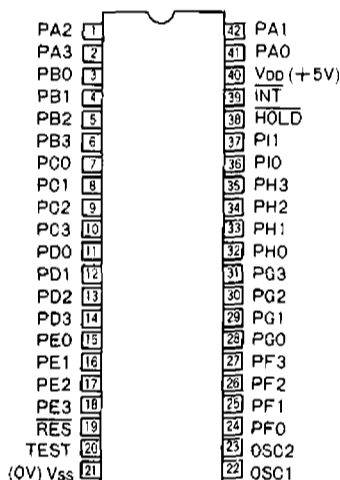 PA2 1 42 PA1
PA3 2 41 PA0
PB0 3 40 VDD (+5V)
PB1 4 39 I̅N̅T̅
PB2 5 38 H̅O̅L̅D̅
PB3 6 37 PI1
PC0 7 36 PI0
PC1 8 35 PH3
PC2 9 34 PH2
PC3 10 33 PH1
PD0 11 32 PH0
PD1 12 31 PG3
PD2 13 30 PG2
PD3 14 29 PG1
PE0 15 28 PG0
PE1 16 27 PF3
PE2 17 26 PF2
PE3 18 25 PF1
R̅E̅S̅ 19 24 PF0
TEST 20 23 OSC2
(0V) VSS 21 22 OSC1